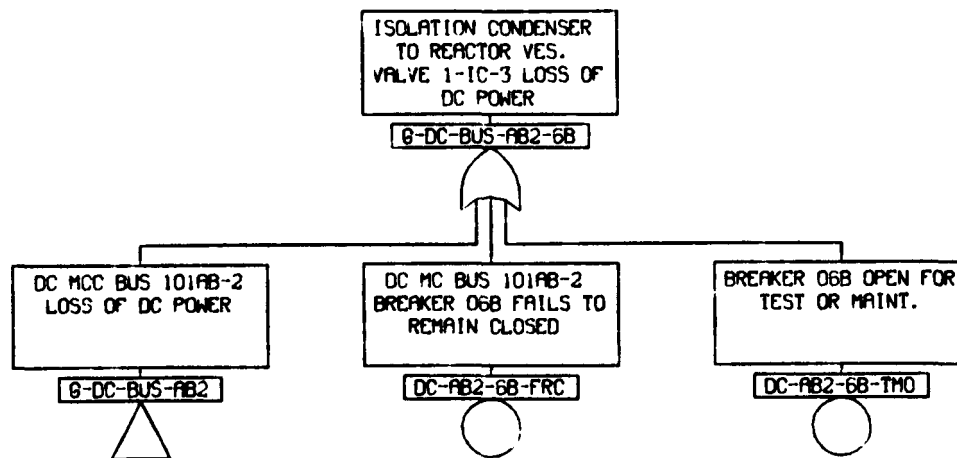 ISOLATION CONDENSER
TO REACTOR VES.
VALVE 1-IC-3 LOSS OF
DC POWER
G-DC-BUS-AB2-6B
DC MCC BUS 101AB-2
LOSS OF DC POWER
G-DC-BUS-AB2
DC MC BUS 101AB-2
BREAKER 06B FAILS TO
REMAIN CLOSED
DC-AB2-6B-FRC
BREAKER 06B OPEN FOR
TEST OR MAINT.
DC-AB2-6B-TMO